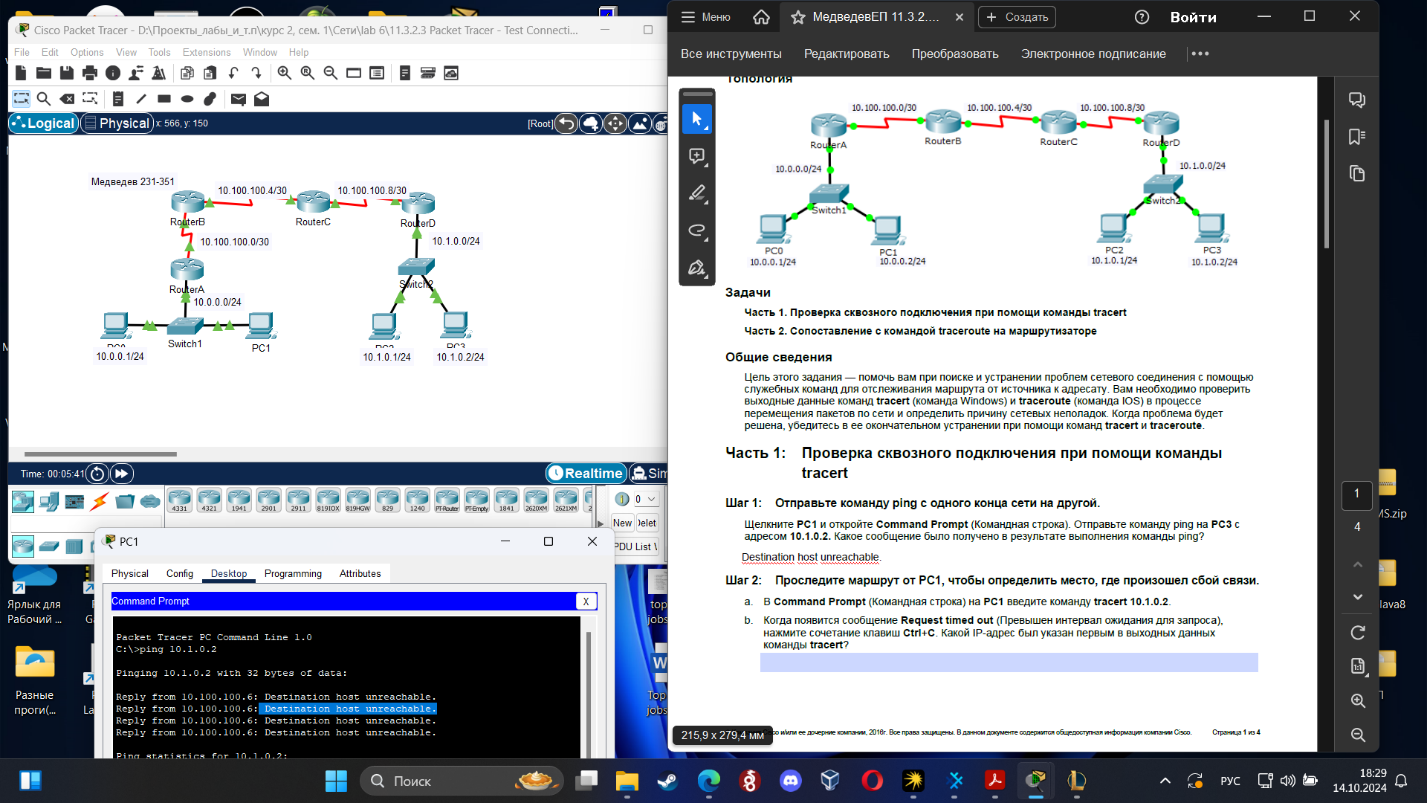 Cisco Packet Tracer - D:\Проекты_лабы_и_т.п\курс 2, сем. 1\Сети\lab 6\11.3.2.3 Packet Tracer - Test Connecti...
File Edit Options View Tools Extensions Window Help
Logical Physical x: 566, y: 150 [Root]
Медведев 231-351
10.100.100.4/30
10.100.100.8/30
RouterB
RouterC
RouterD
10.100.100.0/30
10.1.0.0/24
RouterA
Switch2
10.0.0.0/24
Switch1
PC1
10.0.0.1/24
10.1.0.1/24
10.1.0.2/24
Time: 00:05:41
Realtime
4331 4321 1941 2901 2911 819IOX 819HGW 829 1240 PT-Router PT-Empty 1841 2620XM 2621XM
0
New
PDU List
PC1
Physical Config Desktop Programming Attributes
Command Prompt
X
Packet Tracer PC Command Line 1.0
C:\>ping 10.1.0.2
Pinging 10.1.0.2 with 32 bytes of data:
Reply from 10.100.100.6: Destination host unreachable.
Reply from 10.100.100.6: Destination host unreachable.
Reply from 10.100.100.6: Destination host unreachable.
Reply from 10.100.100.6: Destination host unreachable.
Ping statistics for 10.1.0.2:
Меню
МедведевЕП 11.3.2....
Создать
Войти
Все инструменты Редактировать Преобразовать Электронное подписание
Топология
10.100.100.0/30
10.100.100.4/30
10.100.100.8/30
RouterA
RouterB
RouterC
RouterD
10.0.0.0/24
10.1.0.0/24
Switch1
Switch2
PC0
PC1
PC2
PC3
10.0.0.1/24
10.0.0.2/24
10.1.0.1/24
10.1.0.2/24
Задачи
Часть 1. Проверка сквозного подключения при помощи команды tracert
Часть 2. Сопоставление с командой traceroute на маршрутизаторе
Общие сведения
Цель этого задания — помочь вам при поиске и устранении проблем сетевого соединения с помощью
служебных команд для отслеживания маршрута от источника к адресату. Вам необходимо проверить
выходные данные команд tracert (команда Windows) и traceroute (команда IOS) в процессе
перемещения пакетов по сети и определить причину сетевых неполадок. Когда проблема будет
решена, убедитесь в ее окончательном устранении при помощи команд tracert и traceroute.
Часть 1: Проверка сквозного подключения при помощи команды
tracert
Шаг 1: Отправьте команду ping с одного конца сети на другой.
Щелкните PC1 и откройте Command Prompt (Командная строка). Отправьте команду ping на PC3 с
адресом 10.1.0.2. Какое сообщение было получено в результате выполнения команды ping?
Destination host unreachable.
Шаг 2: Проследите маршрут от PC1, чтобы определить место, где произошел сбой связи.
a. В Command Prompt (Командная строка) на PC1 введите команду tracert 10.1.0.2.
b. Когда появится сообщение Request timed out (Превышен интервал ожидания для запроса),
нажмите сочетание клавиш Ctrl+C. Какой IP-адрес был указан первым в выходных данных
команды tracert?
215,9 x 279,4 мм
и/или ее дочерние компании, 2016г. Все права защищены. В данном документе содержится общедоступная информация компании Cisco. Страница 1 из 4
1
4
MS.zip
lava8
Ярлык для
Рабочий ...
Разные
проги(...
Поиск
РУС
18:29
14.10.2024